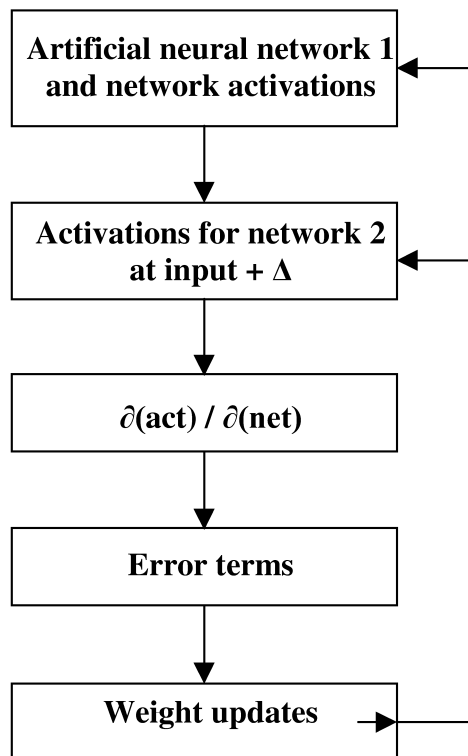 Artificial neural network 1
and network activations
Activations for network 2
at input + Δ
∂(act) / ∂(net)
Error terms
Weight updates